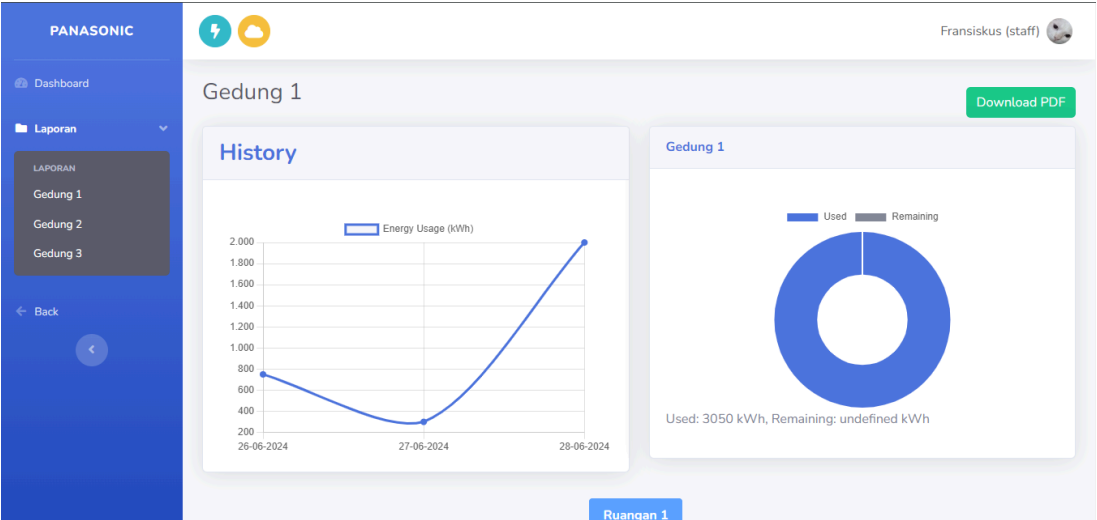 PANASONIC
Fransiskus (staff)
Dashboard
Laporan
LAPORAN
Gedung 1
Gedung 2
Gedung 3
Back
Gedung 1
Download PDF
History
Energy Usage (kWh)
2.000
1.800
1.600
1.400
1.200
1.000
800
600
400
200
26-06-2024 27-06-2024 28-06-2024
Gedung 1
Used Remaining
Used: 3050 kWh, Remaining: undefined kWh
Ruangan 1